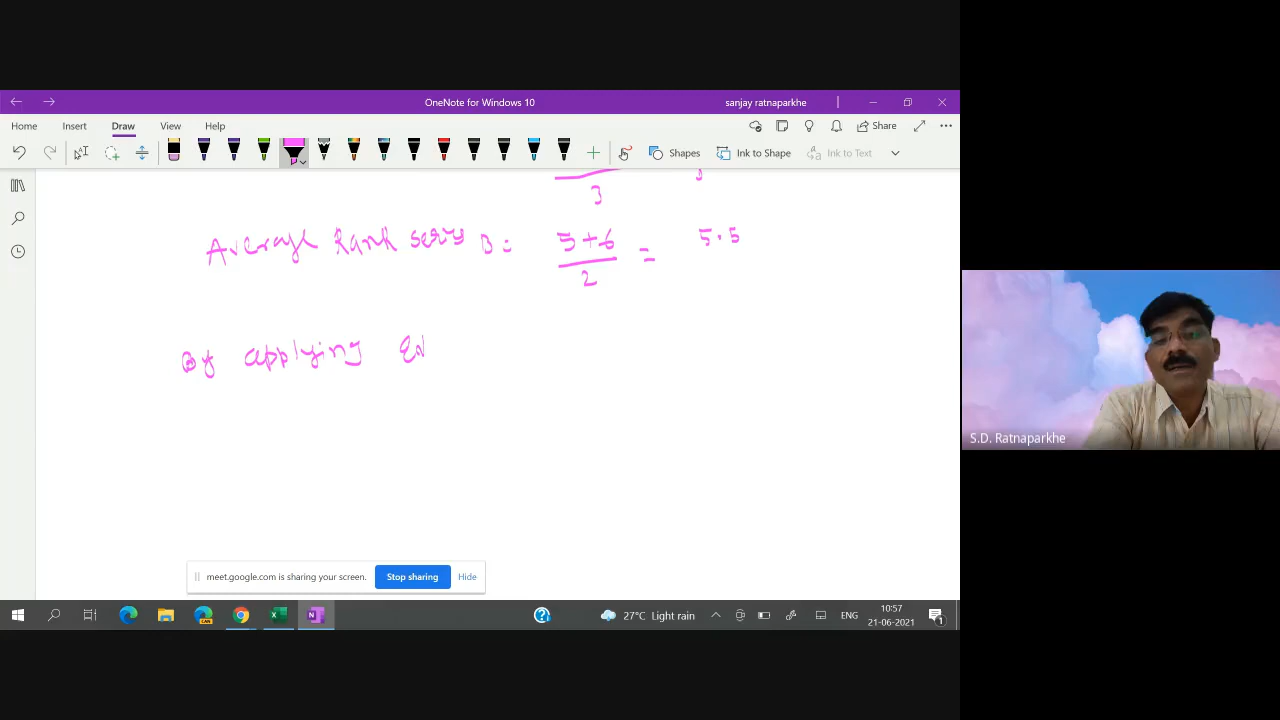 OneNote for Windows 10
sanjay ratnaparkhe
Home Insert Draw View Help
Share
Shapes Ink to Shape Ink to Text
3
Average Rank series B = 5+6 = 5.5
2
By applying
S.D. Ratnaparkhe
meet.google.com is sharing your screen. Stop sharing Hide
27°C Light rain ENG 10:57
21-06-2021